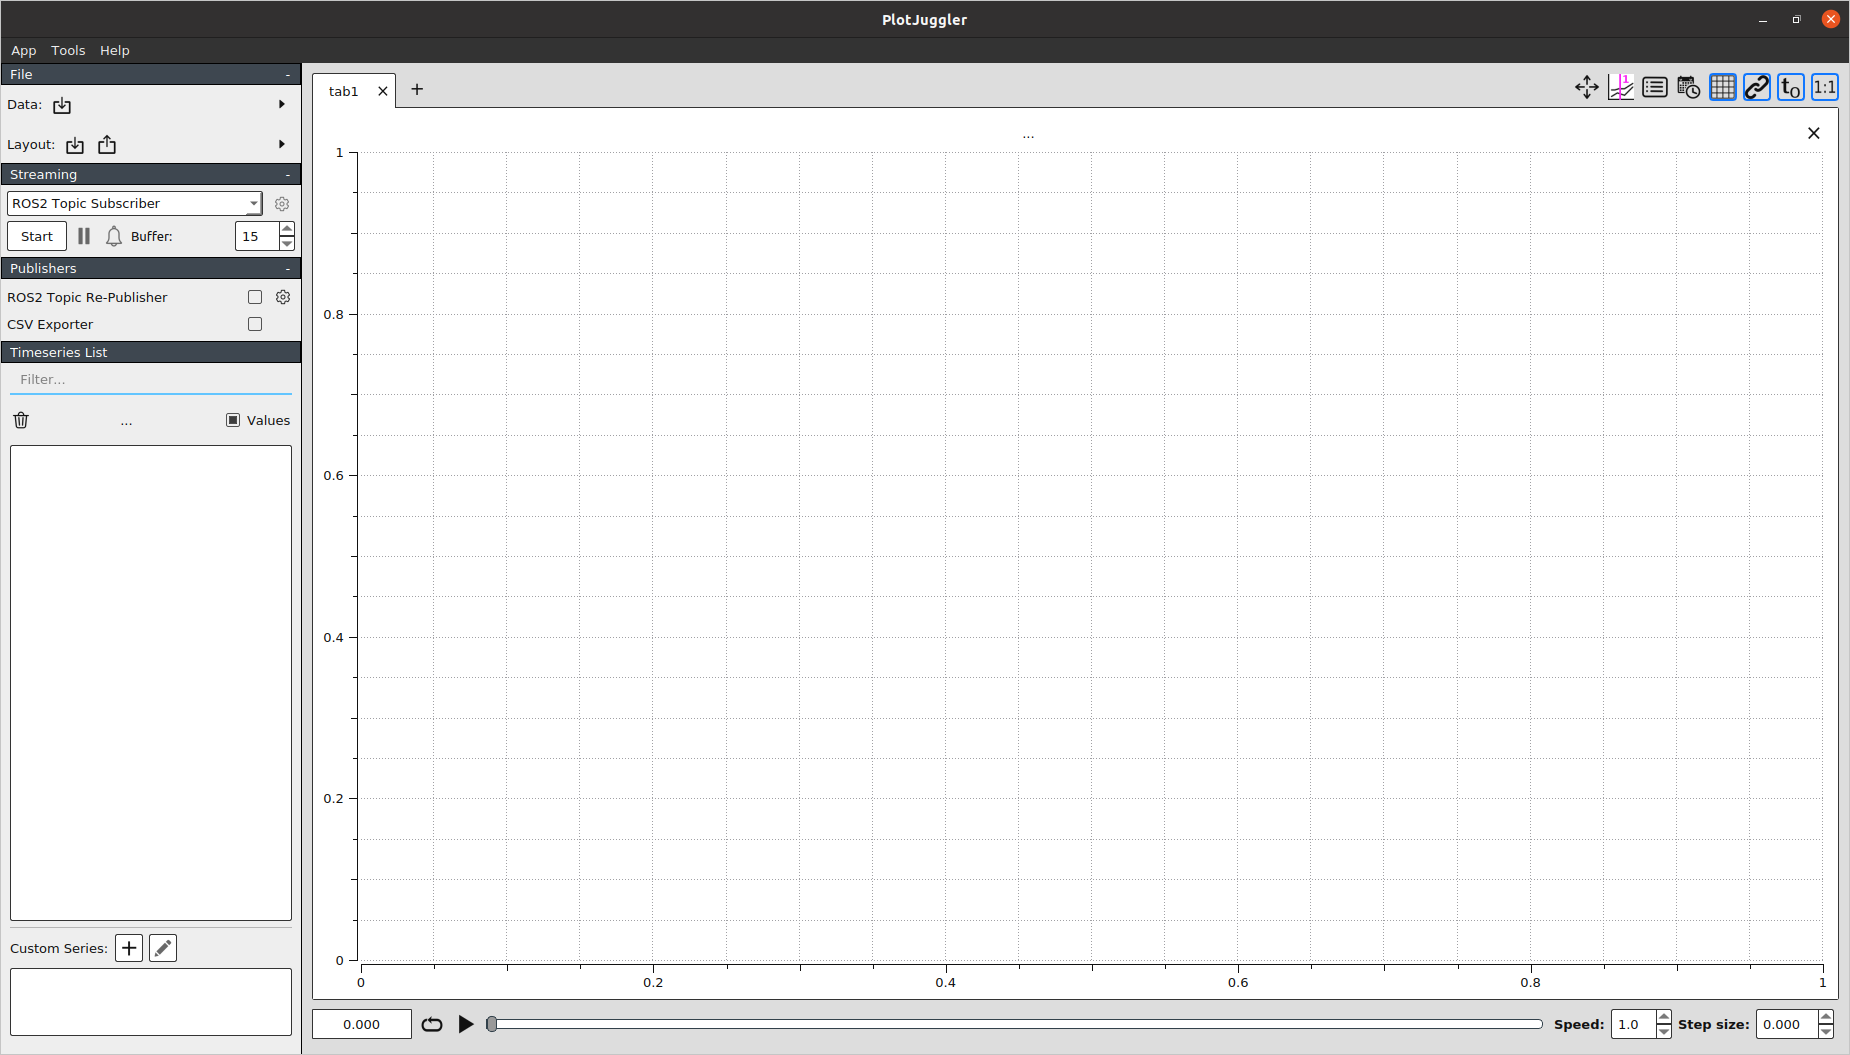 PlotJuggler
App Tools Help
File -
Data:
Layout:
Streaming -
ROS2 Topic Subscriber
Start Buffer: 15
Publishers -
ROS2 Topic Re-Publisher
CSV Exporter
Timeseries List
Filter...
... Values
Custom Series:
tab1
1 to 1:1
...
1
0.8
0.6
0.4
0.2
0
0 0.2 0.4 0.6 0.8 1
0.000 Speed: 1.0 Step size: 0.000